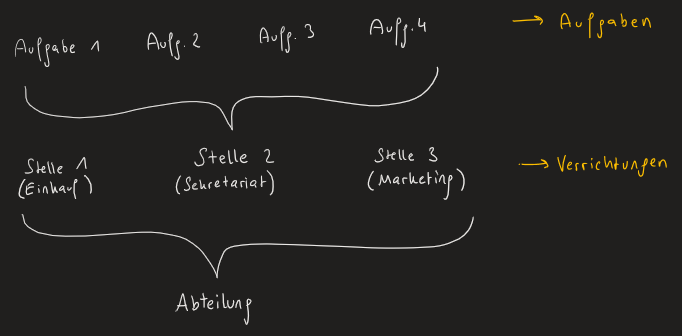 Aufgabe 1 Aufg. 2 Aufg. 3 Aufg. 4 → Aufgaben
Stelle 1 Stelle 2 Stelle 3 → Verrichtungen
(Einkauf) (Sekretariat) (Marketing)
Abteilung